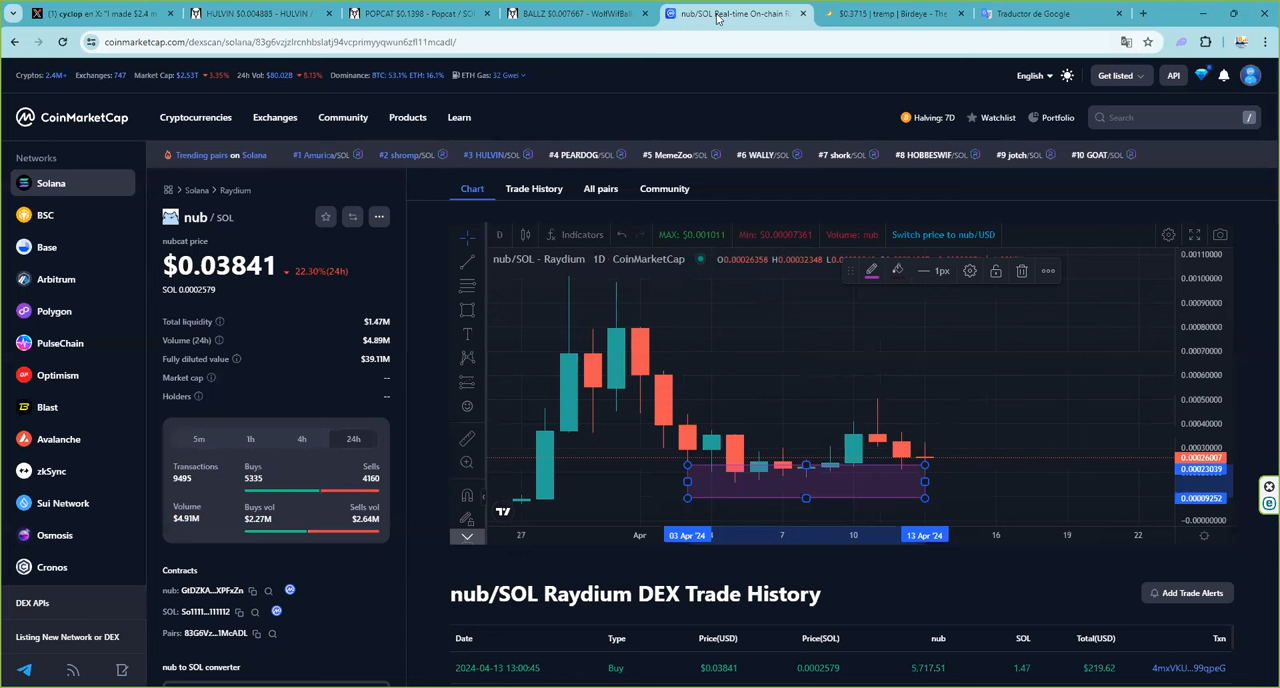 cyclop on X: "I made $2.4 m
HULVIN $0.004885 - HULVIN /
POPCAT $0.1398 - Popcat / SO
BALLZ $0.007667 - WolfWifBall
nub/SOL Real-time On-chain R
$0.3715 | tremp | Birdeye - The
Traductor de Google
coinmarketcap.com/dexscan/solana/83g6vzjzlrcnhbslatj94vcprimyyqwun6zfl11mcadl/
Cryptos: 2.4M+ Exchanges: 747 Market Cap: $2.53T 3.35% 24h Vol: $80.02B 8.13% Dominance: BTC: 53.1% ETH: 16.1% ETH Gas: 32 Gwei
English Get listed API
CoinMarketCap Cryptocurrencies Exchanges Community Products Learn Halving: 7D Watchlist Portfolio Search /
Networks
Trending pairs on Solana #1 Amurica/SOL #2 shromp/SOL #3 HULVIN/SOL #4 PEARDOG/SOL #5 MemeZoo/SOL #6 WALLY/SOL #7 shork/SOL #8 HOBBESWIF/SOL #9 jotch/SOL #10 GOAT/SOL
Solana
BSC
Base
Arbitrum
Polygon
PulseChain
Optimism
Blast
Avalanche
zkSync
Sui Network
Osmosis
Cronos
DEX APIs
Listing New Network or DEX
Solana > Raydium
nub / SOL
nubcat price
$0.03841 22.30%(24h)
SOL 0.0002579
Total liquidity $1.47M
Volume (24h) $4.89M
Fully diluted value $39.11M
Market cap --
Holders --
5m 1h 4h 24h
Transactions Buys Sells
9495 5335 4160
Volume Buys vol Sells vol
$4.91M $2.27M $2.64M
Contracts
nub: GtDZKA...XPFxZn
SOL: So1111...111112
Pairs: 83G6Vz...1McADL
nub to SOL converter
Chart Trade History All pairs Community
D Indicators MAX: $0.001011 Min: $0.00007361 Volume: nub Switch price to nub/USD
nub/SOL - Raydium 1D CoinMarketCap O0.00026358 H0.00032348
1px
0.00110000
0.00090000
0.00080000
0.00070000
0.00060000
0.00050000
0.00040000
0.00030000
0.00026007
0.00023039
0.00009252
-0.00000000
27 Apr 03 Apr '24 4 7 10 13 Apr '24 16 19 22
nub/SOL Raydium DEX Trade History
Add Trade Alerts
Date Type Price(USD) Price(SOL) nub SOL Total(USD) Txn
2024-04-13 13:00:45 Buy $0.03841 0.0002579 5,717.51 1.47 $219.62 4mxVKU...99qpeG